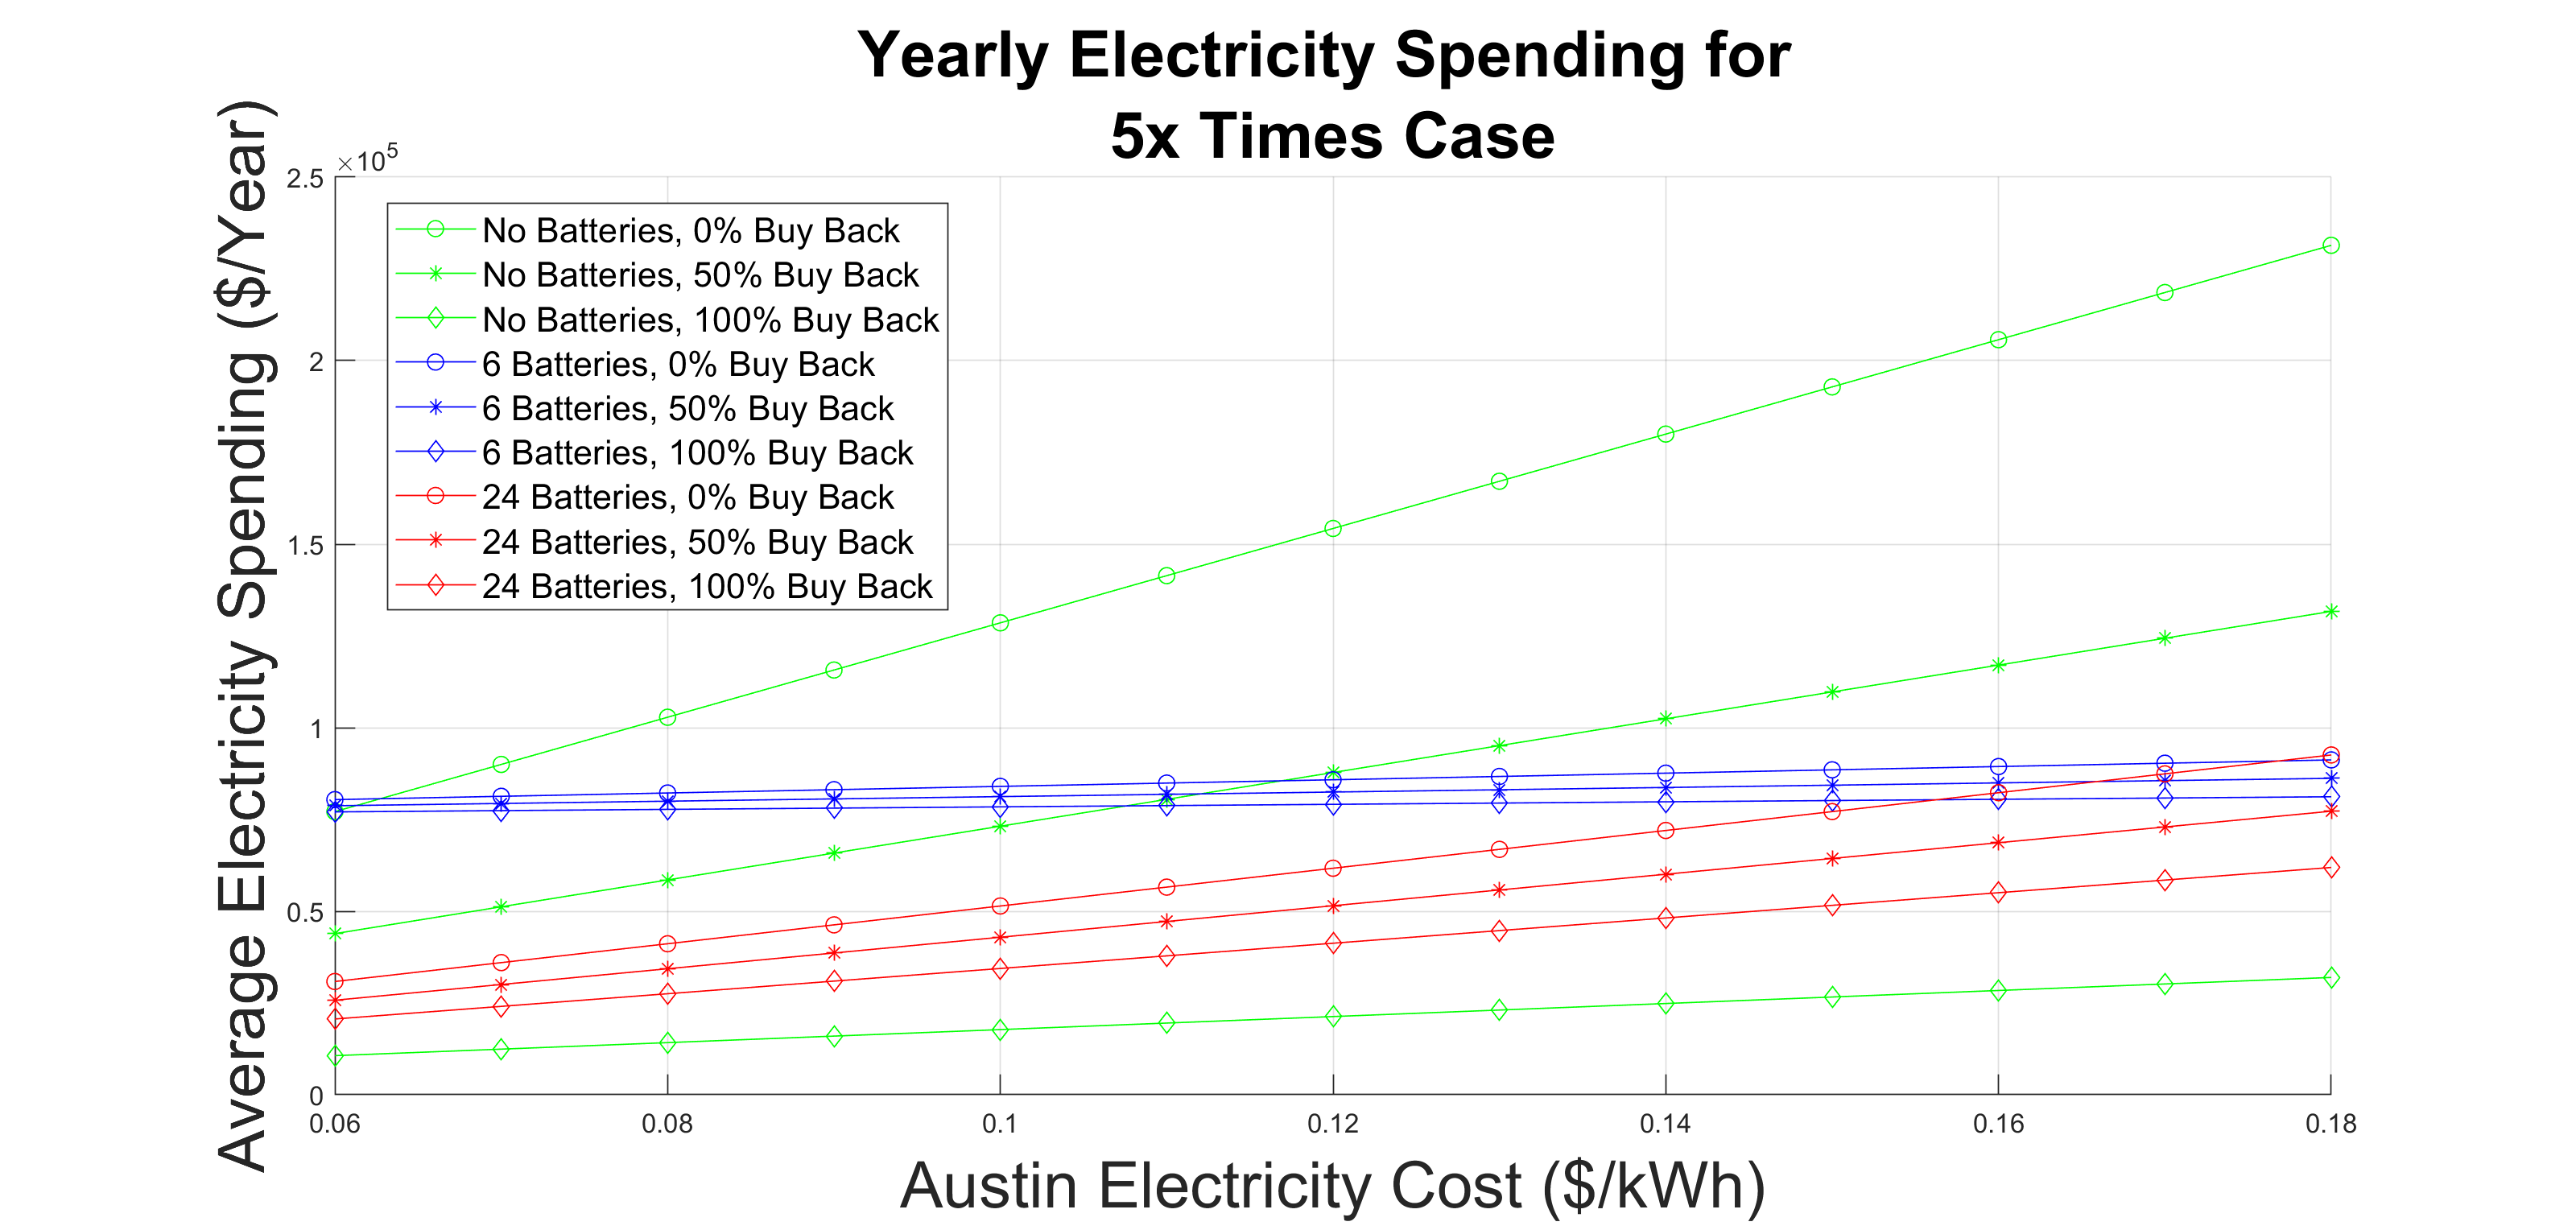 Yearly Electricity Spending for
5x Times Case
×10⁵
2.5
2
1.5
1
0.5
0
Average Electricity Spending ($/Year)
No Batteries, 0% Buy Back
No Batteries, 50% Buy Back
No Batteries, 100% Buy Back
6 Batteries, 0% Buy Back
6 Batteries, 50% Buy Back
6 Batteries, 100% Buy Back
24 Batteries, 0% Buy Back
24 Batteries, 50% Buy Back
24 Batteries, 100% Buy Back
0.06 0.08 0.1 0.12 0.14 0.16 0.18
Austin Electricity Cost ($/kWh)